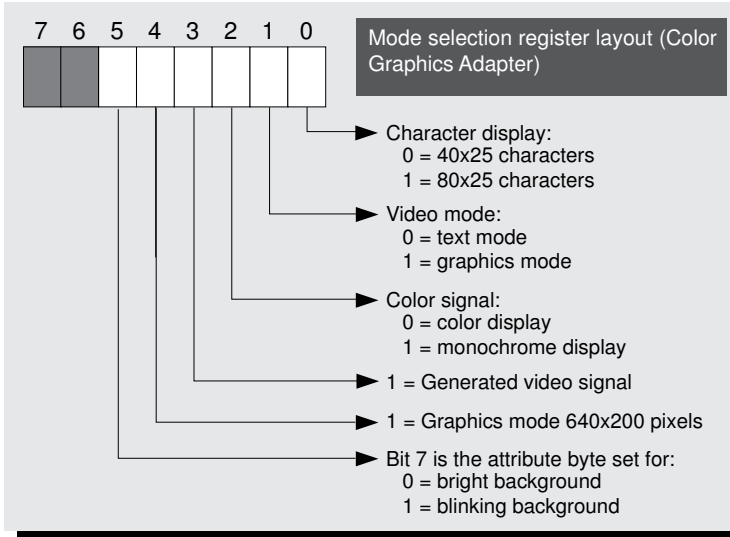 7 6 5 4 3 2 1 0
Mode selection register layout (Color
Graphics Adapter)
Character display:
0 = 40x25 characters
1 = 80x25 characters
Video mode:
0 = text mode
1 = graphics mode
Color signal:
0 = color display
1 = monochrome display
1 = Generated video signal
1 = Graphics mode 640x200 pixels
Bit 7 is the attribute byte set for:
0 = bright background
1 = blinking background